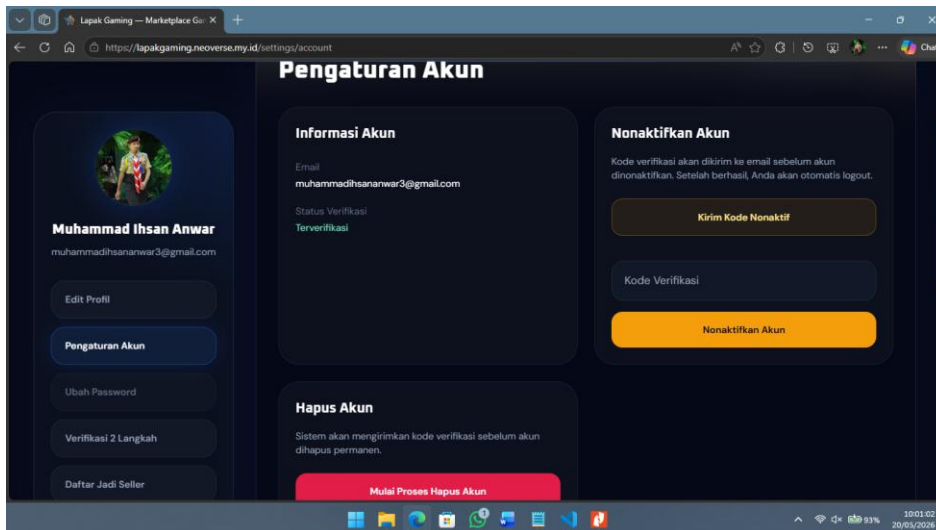 Lapak Gaming — Marketplace Gar
https://lapakgaming.neoverse.my.id/settings/account
Chat
Pengaturan Akun
Muhammad Ihsan Anwar
muhammadihsananwar3@gmail.com
Edit Profil
Pengaturan Akun
Ubah Password
Verifikasi 2 Langkah
Daftar Jadi Seller
Informasi Akun
Email
muhammadihsananwar3@gmail.com
Status Verifikasi
Terverifikasi
Nonaktifkan Akun
Kode verifikasi akan dikirim ke email sebelum akun
dinonaktifkan. Setelah berhasil, Anda akan otomatis logout.
Kirim Kode Nonaktif
Kode Verifikasi
Nonaktifkan Akun
Hapus Akun
Sistem akan mengirimkan kode verifikasi sebelum akun
dihapus permanen.
Mulai Proses Hapus Akun
93%
10:01:02
20/05/2026